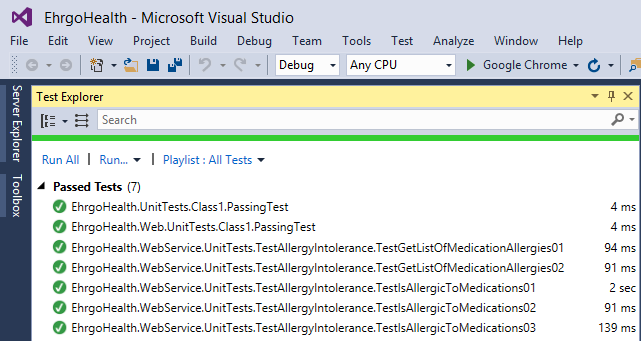 EhrgoHealth - Microsoft Visual Studio
File Edit View Project Build Debug Team Tools Test Analyze Window Help
Debug Any CPU Google Chrome
Server Explorer
Toolbox
Test Explorer
Search
Run All | Run... | Playlist : All Tests
Passed Tests (7)
EhrgoHealth.UnitTests.Class1.PassingTest 4 ms
EhrgoHealth.Web.UnitTests.Class1.PassingTest 4 ms
EhrgoHealth.WebService.UnitTests.TestAllergyIntolerance.TestGetListOfMedicationAllergies01 94 ms
EhrgoHealth.WebService.UnitTests.TestAllergyIntolerance.TestGetListOfMedicationAllergies02 91 ms
EhrgoHealth.WebService.UnitTests.TestAllergyIntolerance.TestIsAllergicToMedications01 2 sec
EhrgoHealth.WebService.UnitTests.TestAllergyIntolerance.TestIsAllergicToMedications02 91 ms
EhrgoHealth.WebService.UnitTests.TestAllergyIntolerance.TestIsAllergicToMedications03 139 ms